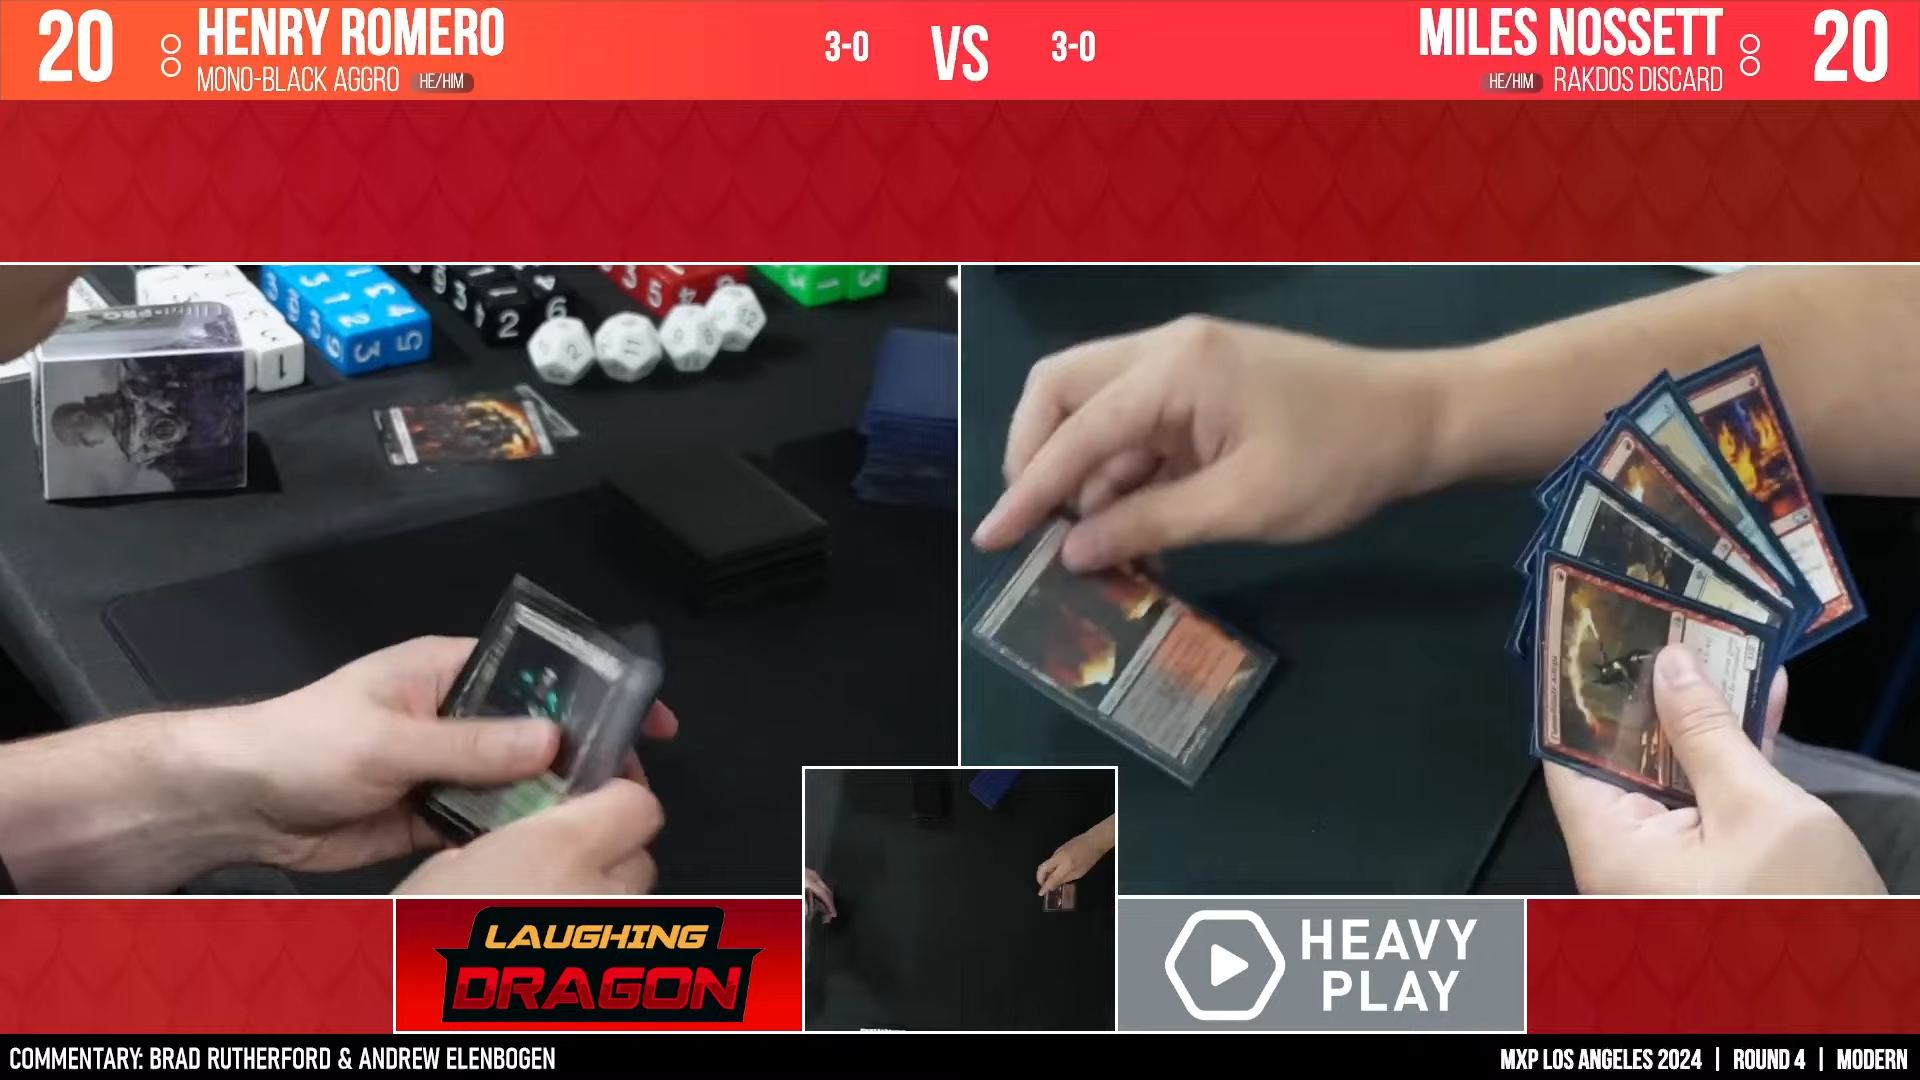 20
HENRY ROMERO
MONO-BLACK AGGRO HE/HIM
3-0 VS 3-0
MILES NOSSETT
HE/HIM RAKDOS DISCARD
20
LAUGHING
DRAGON
HEAVY
PLAY
COMMENTARY: BRAD RUTHERFORD & ANDREW ELENBOGEN
MXP LOS ANGELES 2024 | ROUND 4 | MODERN